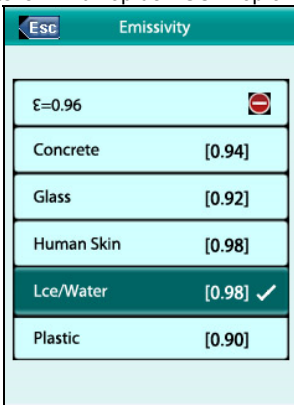 Esc Emissivity
Ɛ=0.96
Concrete [0.94]
Glass [0.92]
Human Skin [0.98]
Lce/Water [0.98]
Plastic [0.90]